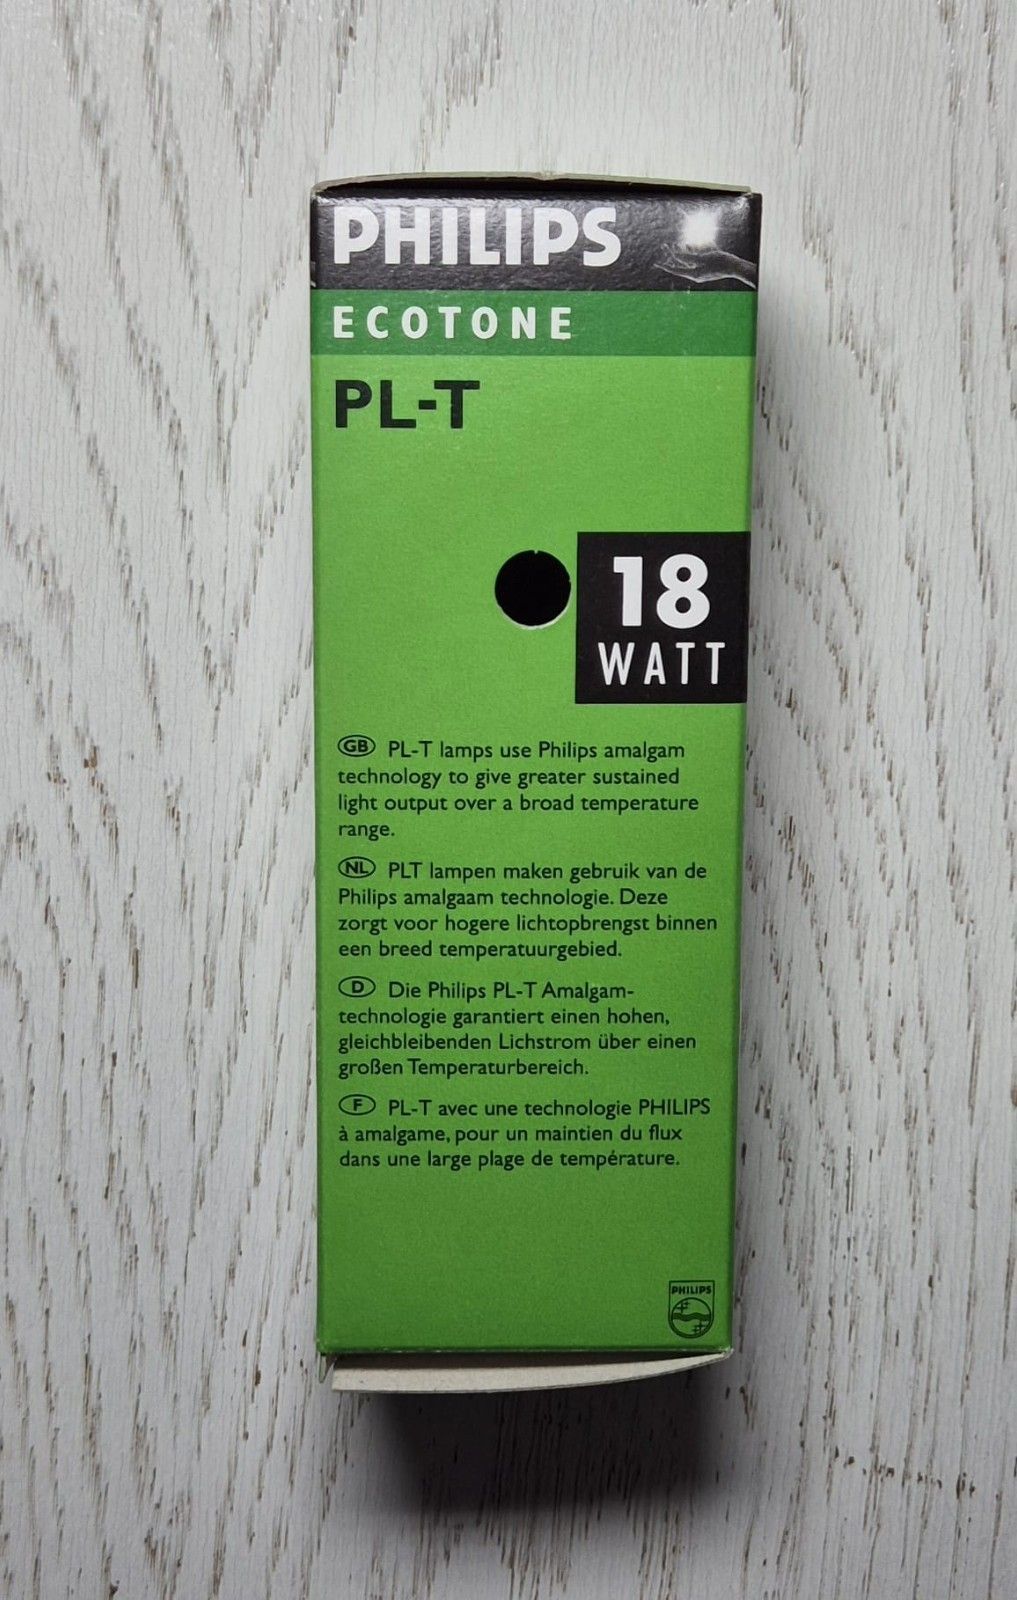 PHILIPS
ECOTONE
PL-T
18
WATT
GB PL-T lamps use Philips amalgam
technology to give greater sustained
light output over a broad temperature
range.
NL PLT lampen maken gebruik van de
Philips amalgaam technologie. Deze
zorgt voor hogere lichtopbrengst binnen
een breed temperatuurgebied.
D Die Philips PL-T Amalgam-
technologie garantiert einen hohen,
gleichbleibenden Lichstrom über einen
großen Temperaturbereich.
F PL-T avec une technologie PHILIPS
à amalgame, pour un maintien du flux
dans une large plage de température.
PHILIPS